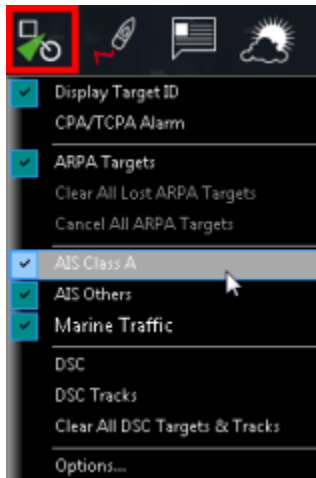 Display Target ID
CPA/TCPA Alarm
ARPA Targets
Clear All Lost ARPA Targets
Cancel All ARPA Targets
AIS Class A
AIS Others
Marine Traffic
DSC
DSC Tracks
Clear All DSC Targets & Tracks
Options...